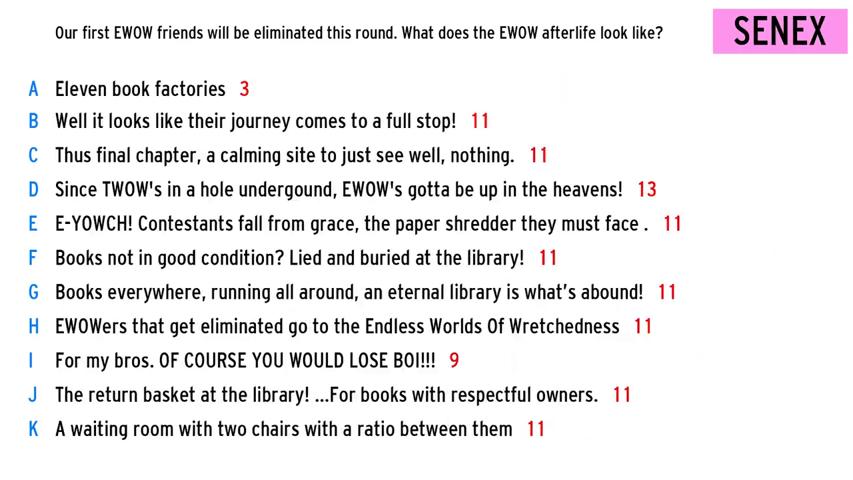 Our first EWOW friends will be eliminated this round. What does the EWOW afterlife look like?
SENEX
A Eleven book factories 3
B Well it looks like their journey comes to a full stop! 11
C Thus final chapter, a calming site to just see well, nothing. 11
D Since TWOW's in a hole undergound, EWOW's gotta be up in the heavens! 13
E E-YOWCH! Contestants fall from grace, the paper shredder they must face . 11
F Books not in good condition? Lied and buried at the library! 11
G Books everywhere, running all around, an eternal library is what’s abound! 11
H EWOWers that get eliminated go to the Endless Worlds Of Wretchedness 11
I For my bros. OF COURSE YOU WOULD LOSE BOI!!! 9
J The return basket at the library! ...For books with respectful owners. 11
K A waiting room with two chairs with a ratio between them 11